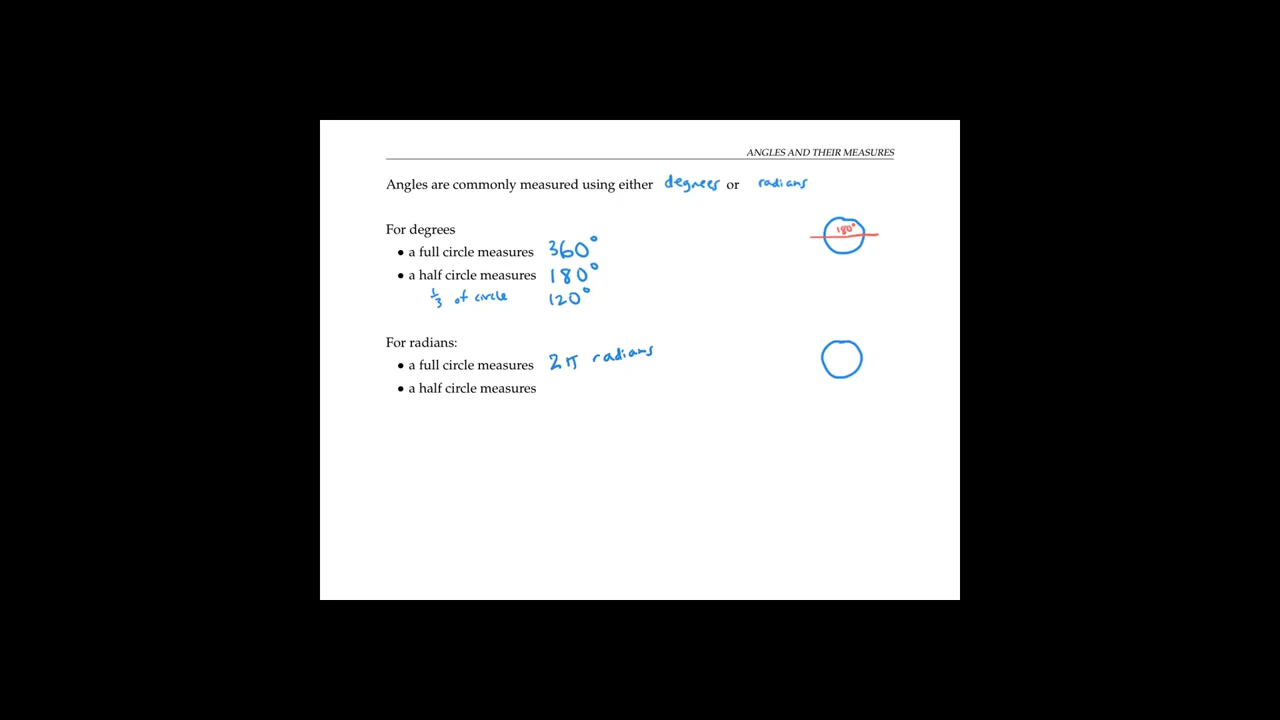 ANGLES AND THEIR MEASURES
Angles are commonly measured using either degrees or radians
For degrees
180°
• a full circle measures 360°
• a half circle measures 180°
1/3 of circle 120°
For radians:
• a full circle measures 2π radians
• a half circle measures